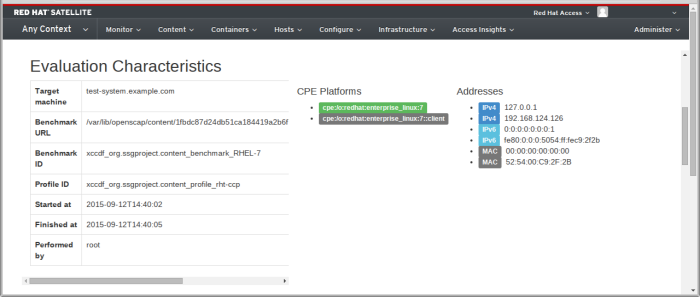 RED HAT SATELLITE
Red Hat Access
Any Context Monitor Content Containers Hosts Configure Infrastructure Access Insights Administer
Evaluation Characteristics
Target machine test-system.example.com
Benchmark URL /var/lib/openscap/content/1fbdc87d24db51ca184419a2b6f
Benchmark ID xccdf_org.ssgproject.content_benchmark_RHEL-7
Profile ID xccdf_org.ssgproject.content_profile_rht-ccp
Started at 2015-09-12T14:40:02
Finished at 2015-09-12T14:40:05
Performed by root
CPE Platforms
cpe:/o:redhat:enterprise_linux:7
cpe:/o:redhat:enterprise_linux:7::client
Addresses
IPv4 127.0.0.1
IPv4 192.168.124.126
IPv6 0:0:0:0:0:0:0:1
IPv6 fe80:0:0:0:5054:ff:fec9:2f2b
MAC 00:00:00:00:00:00
MAC 52:54:00:C9:2F:2B